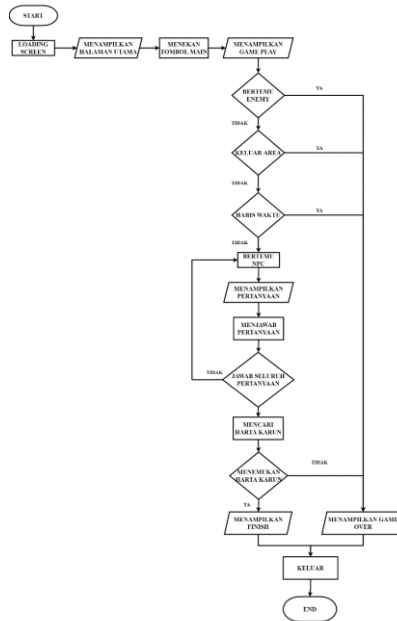 START
LOADING
SCREEN
MENAMPILKAN
HALAMAN UTAMA
MENEKAN
TOMBOL MAIN
MENAMPILKAN
GAME PLAY
BERTEMU
ENEMY
YA
TIDAK
KELUAR AREA
YA
TIDAK
HABIS WAKTU
YA
TIDAK
BERTEMU
NPC
MENAMPILKAN
PERTANYAAN
MENJAWAB
PERTANYAAN
TIDAK
JAWAB SELURUH
PERTANYAAN
MENCARI
HARTA KARUN
MENEMUKAN
HARTA KARUN
TIDAK
YA
MENAMPILKAN
FINISH
MENAMPILKAN GAME
OVER
KELUAR
END